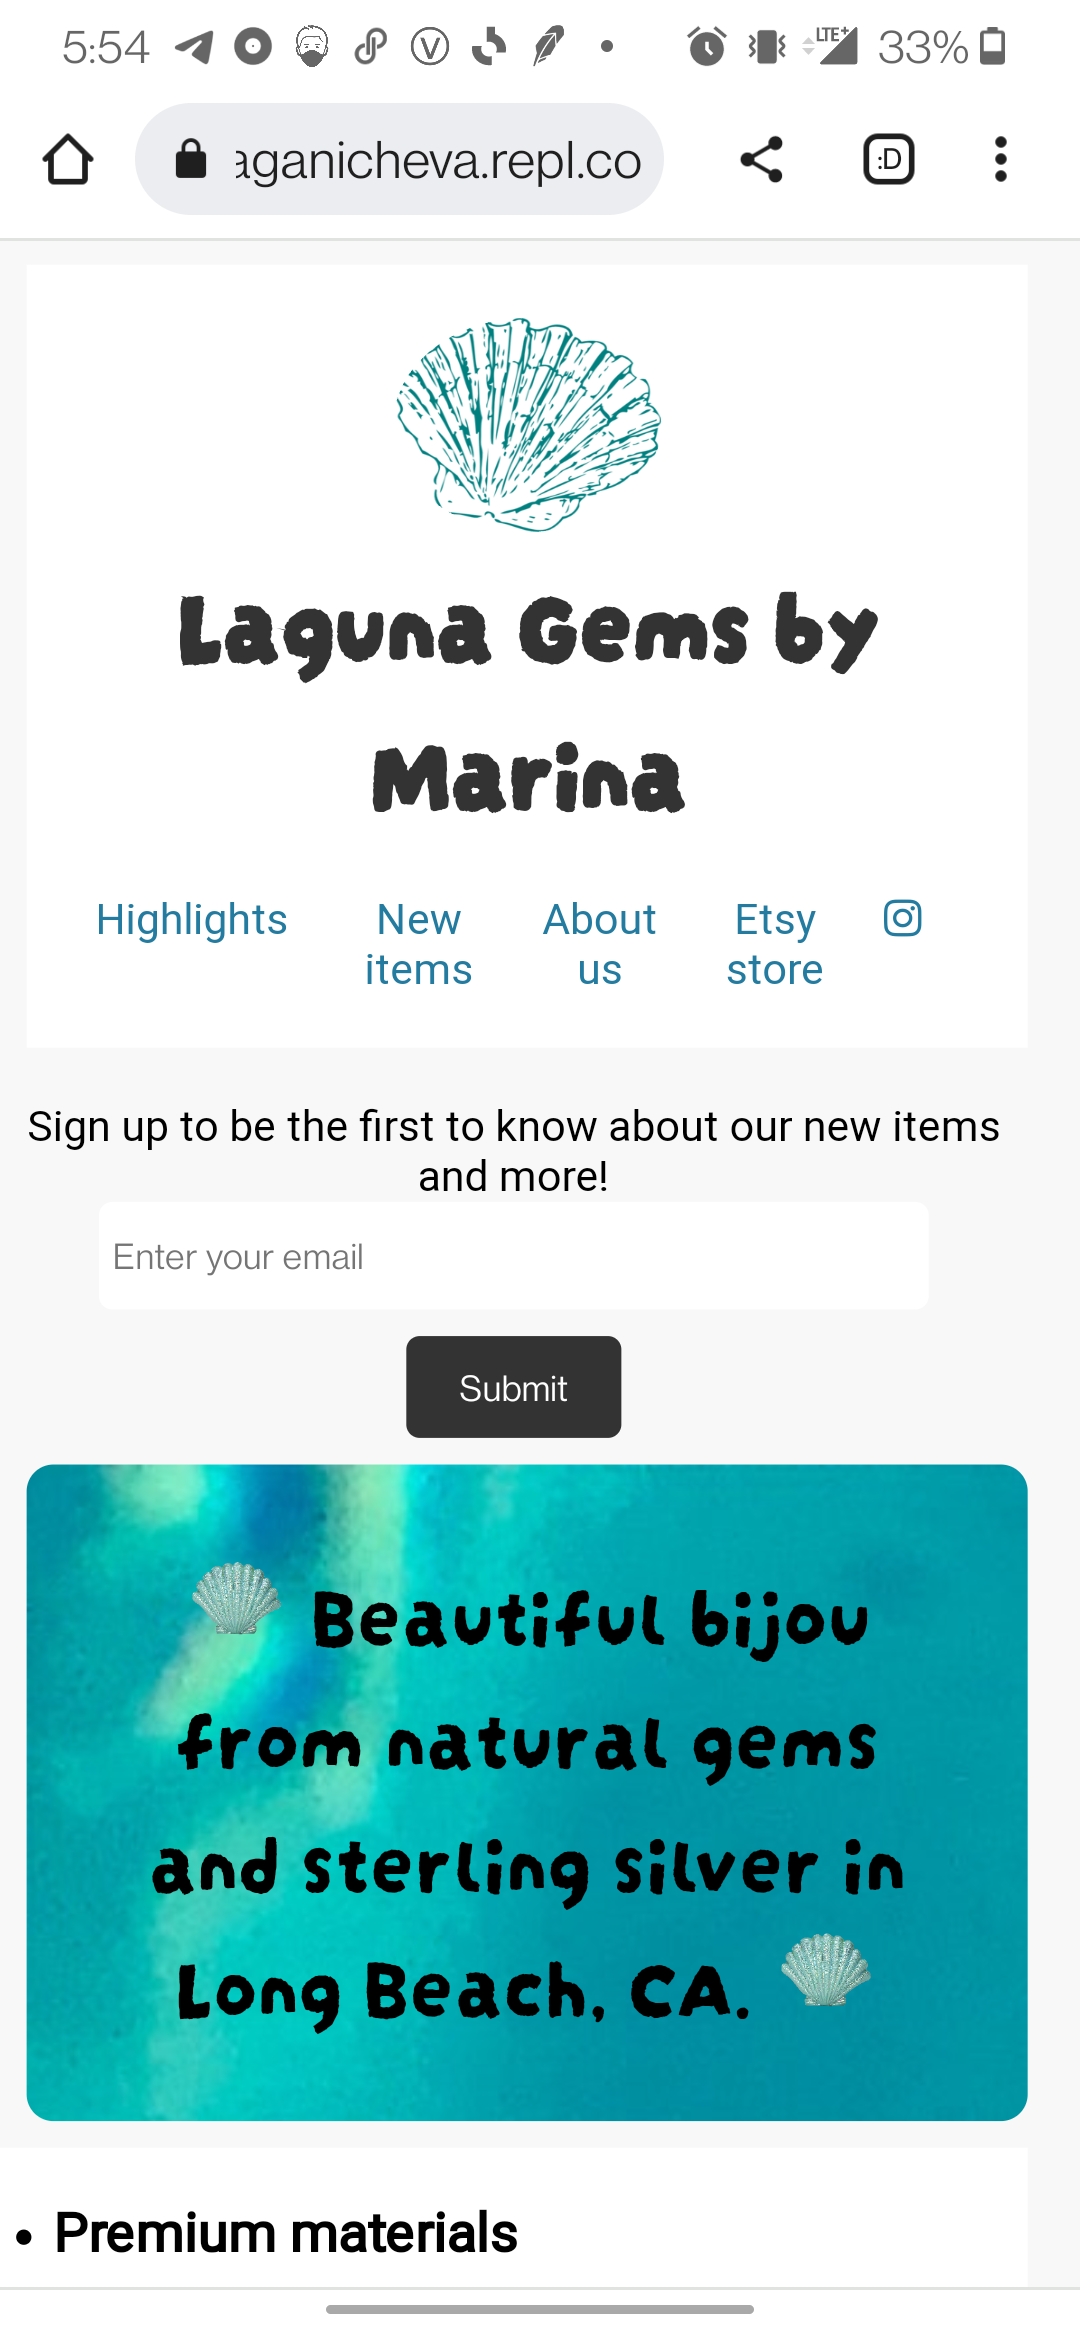 5:54
LTE+
33%
aganicheva.repl.co
:D
Laguna Gems by
Marina
Highlights
New
items
About
us
Etsy
store
Sign up to be the first to know about our new items
and more!
Enter your email
Submit
Beautiful bijou
from natural gems
and sterling silver in
Long Beach, CA.
• Premium materials